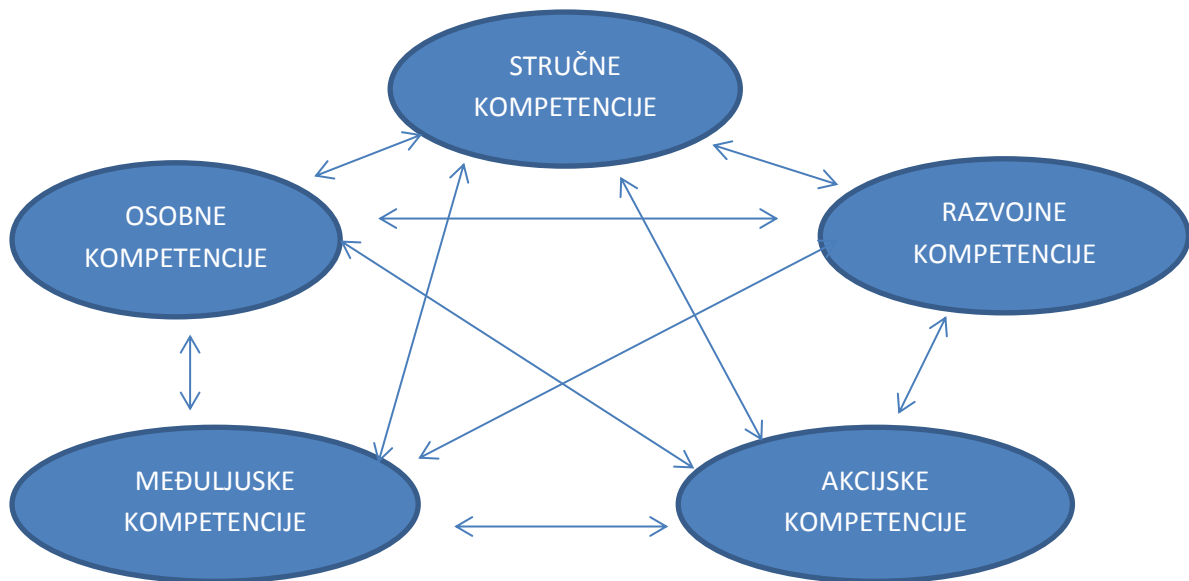 STRUČNE
KOMPETENCIJE
OSOBNE
KOMPETENCIJE
RAZVOJNE
KOMPETENCIJE
MEĐULJUSKE
KOMPETENCIJE
AKCIJSKE
KOMPETENCIJE